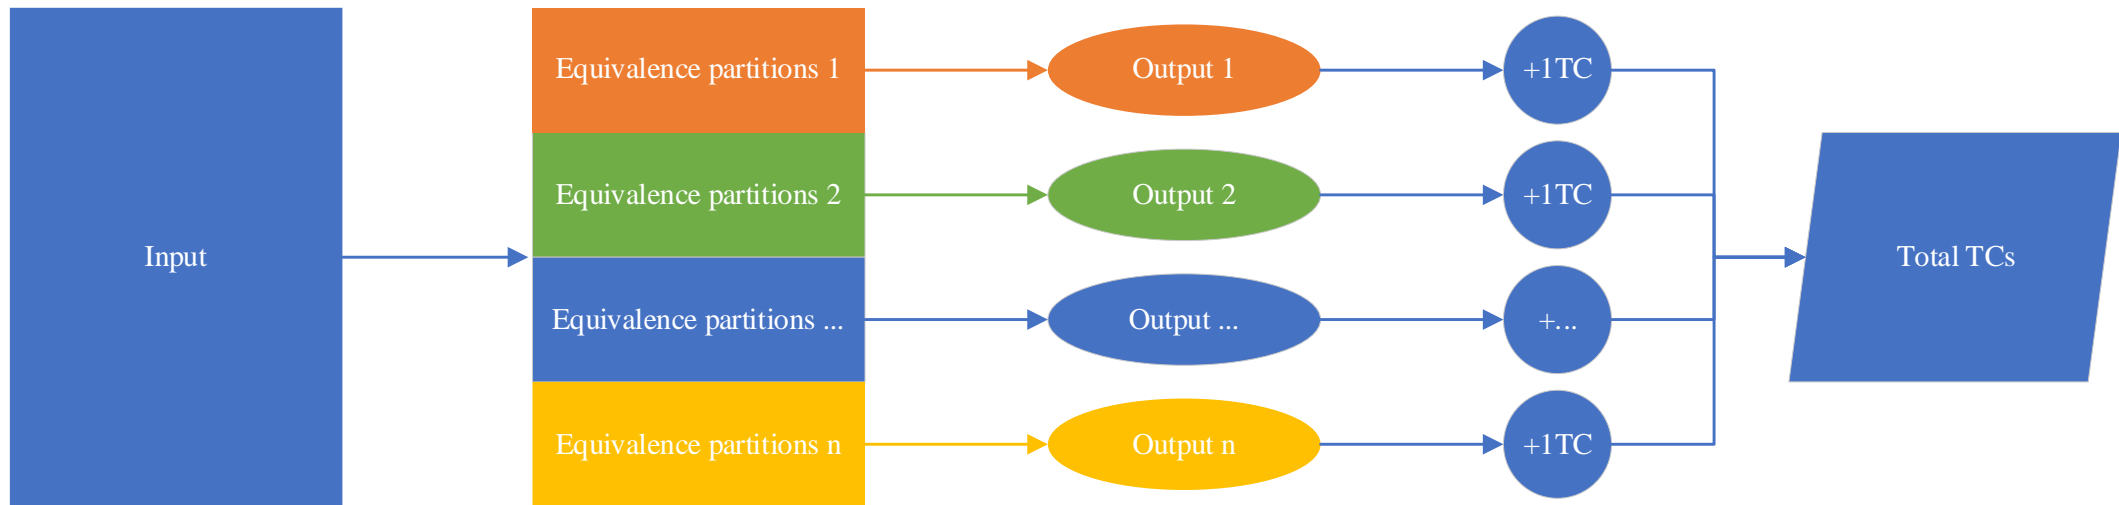 Input
Equivalence partitions 1
Output 1
+1TC
Equivalence partitions 2
Output 2
+1TC
Equivalence partitions ...
Output ...
+...
Equivalence partitions n
Output n
+1TC
Total TCs